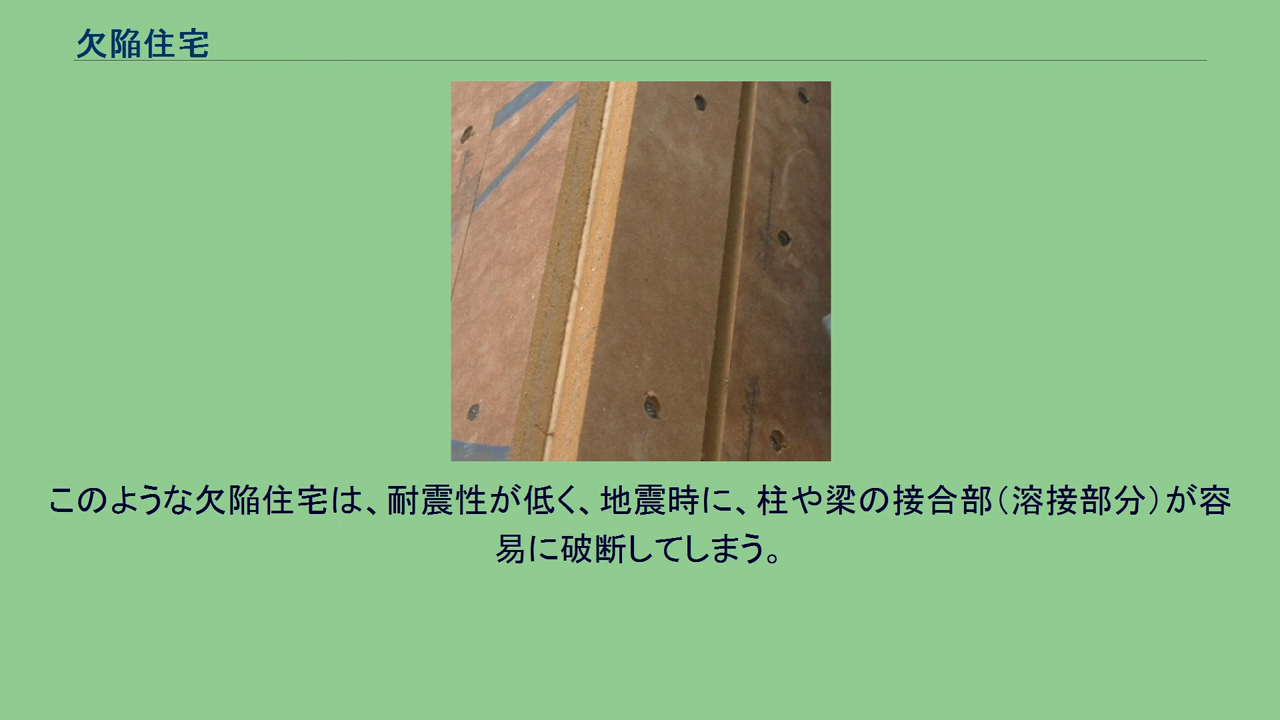 欠陥住宅
このような欠陥住宅は、耐震性が低く、地震時に、柱や梁の接合部（溶接部分）が容
易に破断してしまう。